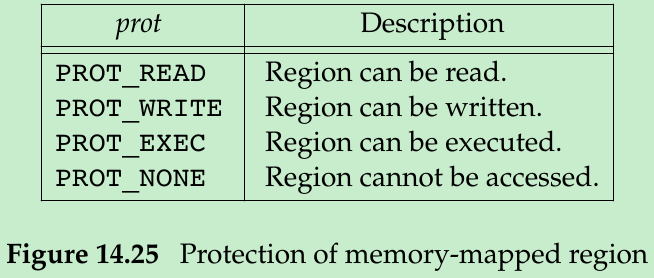 prot Description
PROT_READ Region can be read.
PROT_WRITE Region can be written.
PROT_EXEC Region can be executed.
PROT_NONE Region cannot be accessed.
Figure 14.25 Protection of memory-mapped region